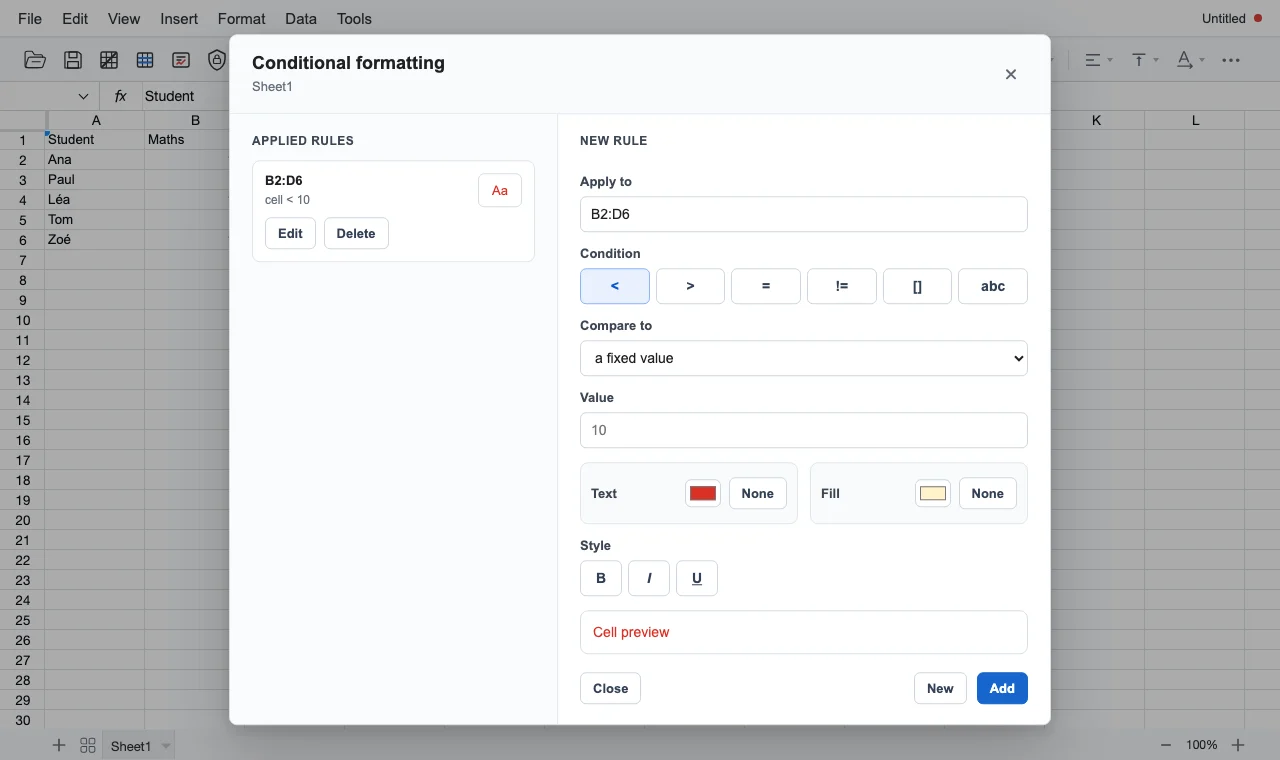 File Edit View Insert Format Data Tools
Untitled
fx Student
A B K L
1 Student Maths
2 Ana
3 Paul
4 Léa
5 Tom
6 Zoé
7
8
9
10
11
12
13
14
15
16
17
18
19
20
21
22
23
24
25
26
27
28
29
30
Sheet1
100%
Conditional formatting
Sheet1
APPLIED RULES
B2:D6
cell < 10
Aa
Edit Delete
NEW RULE
Apply to
B2:D6
Condition
< > = != [] abc
Compare to
a fixed value
Value
10
Text None Fill None
Style
B I U
Cell preview
Close New Add